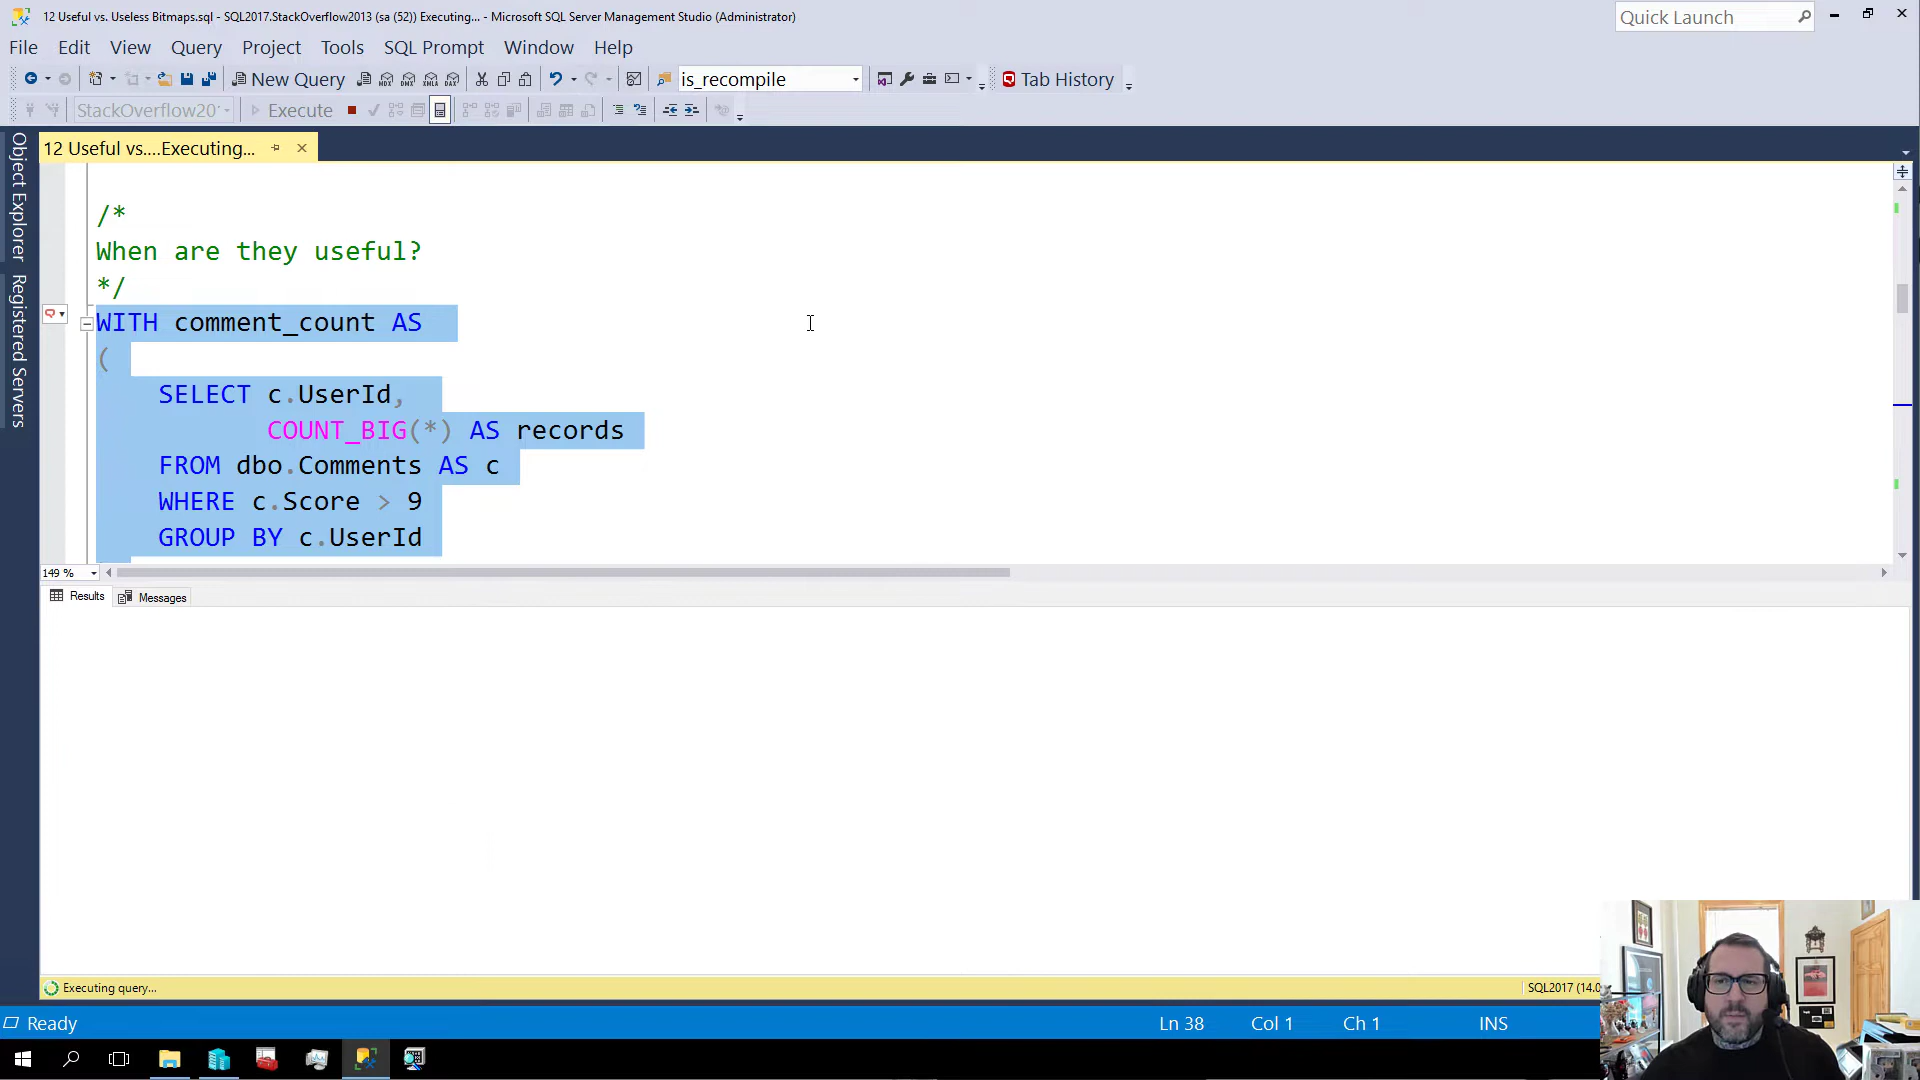 12 Useful vs. Useless Bitmaps.sql - SQL2017.StackOverflow2013 (sa (52)) Executing... - Microsoft SQL Server Management Studio (Administrator)
Quick Launch
File Edit View Query Project Tools SQL Prompt Window Help
New Query
is_recompile
Tab History
StackOverflow20
Execute
12 Useful vs....Executing...
Object Explorer
Registered Servers
/*
When are they useful?
*/
WITH comment_count AS
(
SELECT c.UserId,
COUNT_BIG(*) AS records
FROM dbo.Comments AS c
WHERE c.Score > 9
GROUP BY c.UserId
149 %
Results
Messages
Executing query...
SQL2017 (14.0
Ready
Ln 38
Col 1
Ch 1
INS